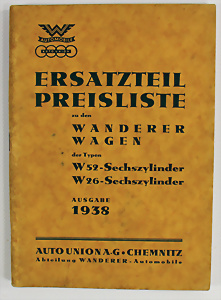 W
AUTOMOBILE
ERSATZTEIL
PREISLISTE
zu den
WANDERER
WAGEN
der Typen
W52-Sechszylinder
W26-Sechszylinder
AUSGABE
1938
AUTO UNION A-G • CHEMNITZ
Abteilung WANDERER-Automobile